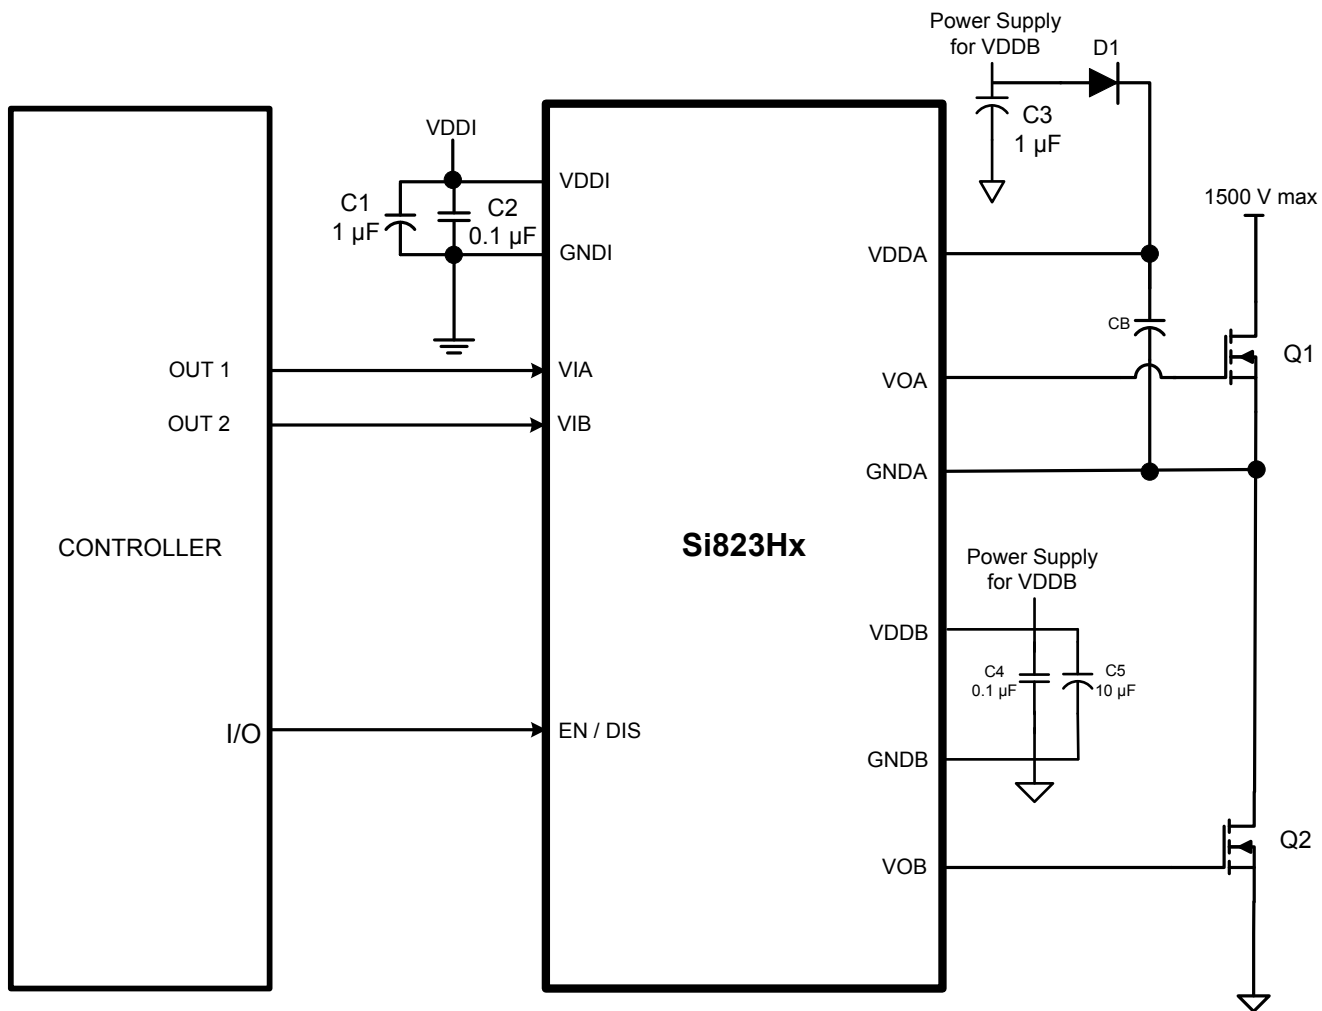 Power Supply
for VDDB
D1
C3
1 µF
VDDI
VDDI
C1
1 µF
C2
0.1 µF
GNDI
1500 V max
VDDA
CB
Q1
OUT 1
VIA
VOA
OUT 2
VIB
GNDA
CONTROLLER
Si823Hx
Power Supply
for VDDB
VDDB
C4
0.1 µF
C5
10 µF
I/O
EN / DIS
GNDB
Q2
VOB